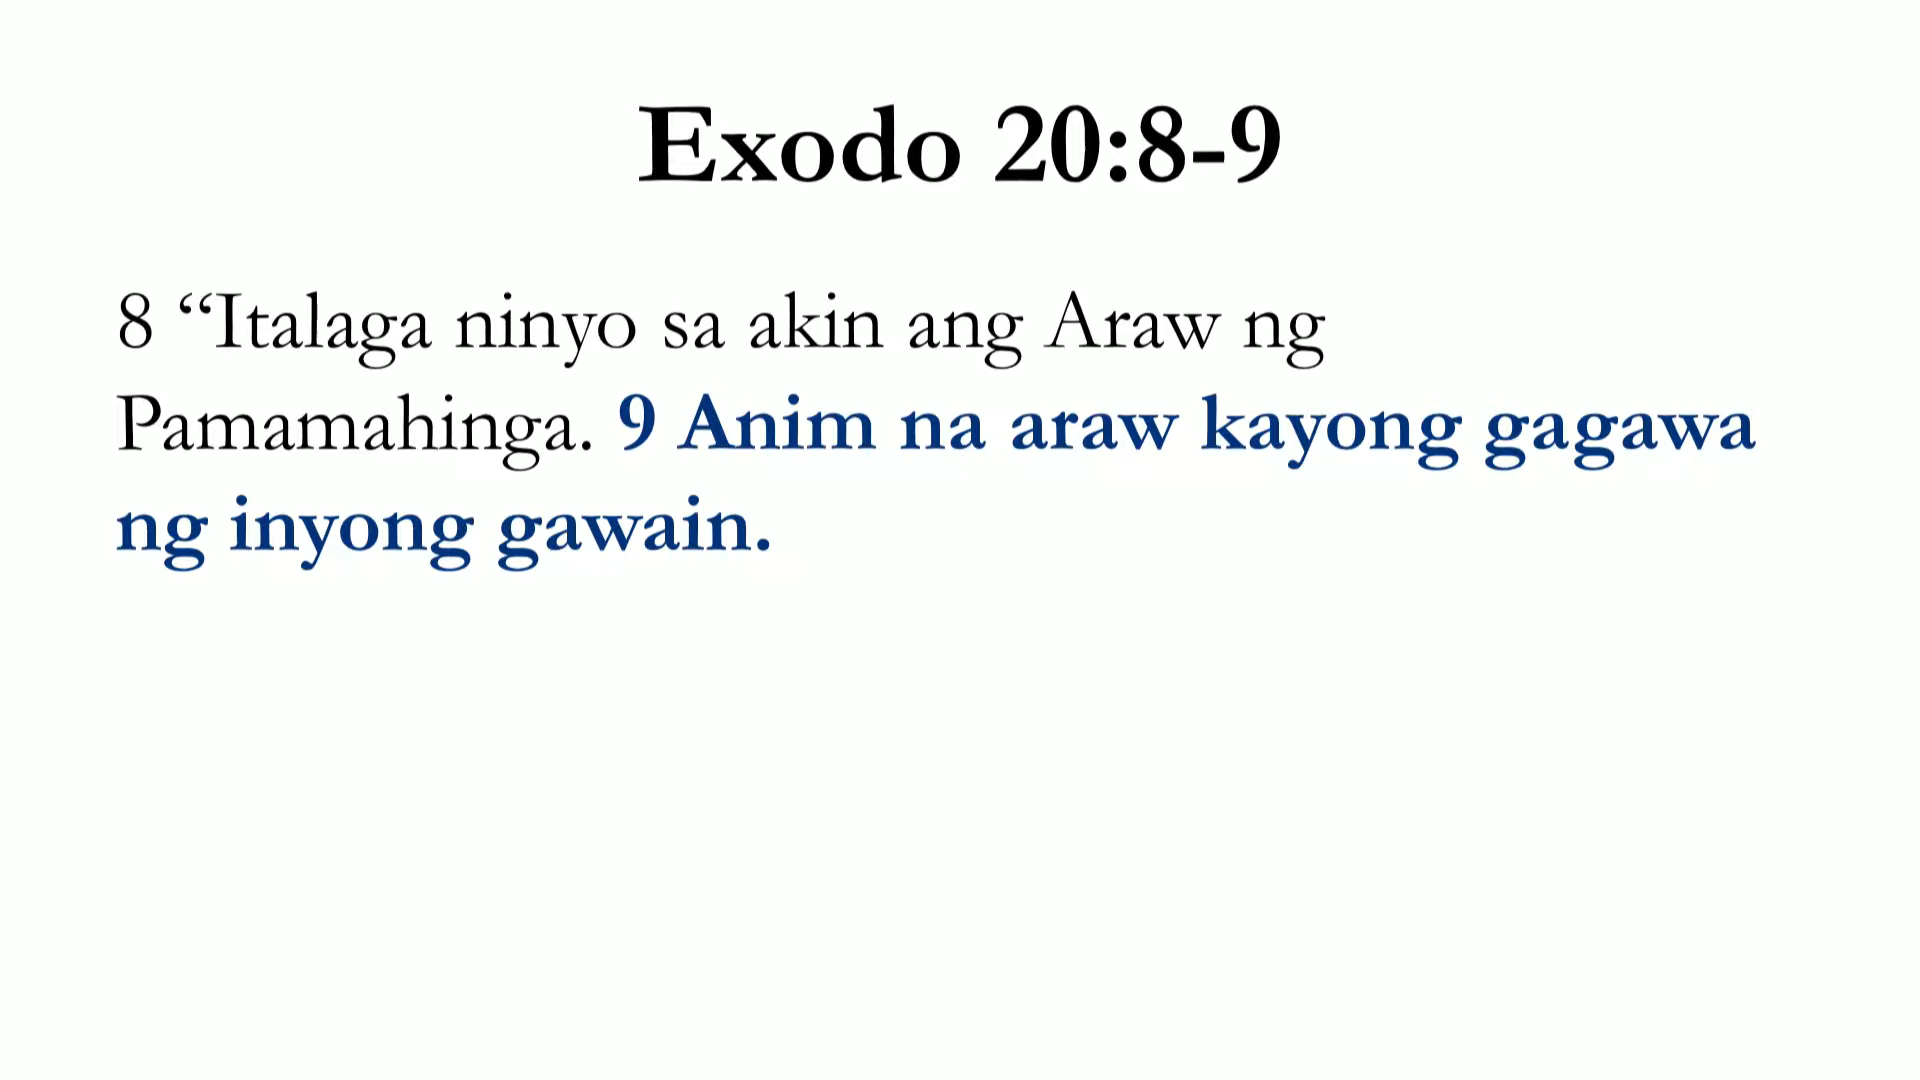 Exodo 20:8-9
8 “Italaga ninyo sa akin ang Araw ng
Pamamahinga. 9 Anim na araw kayong gagawa
ng inyong gawain.